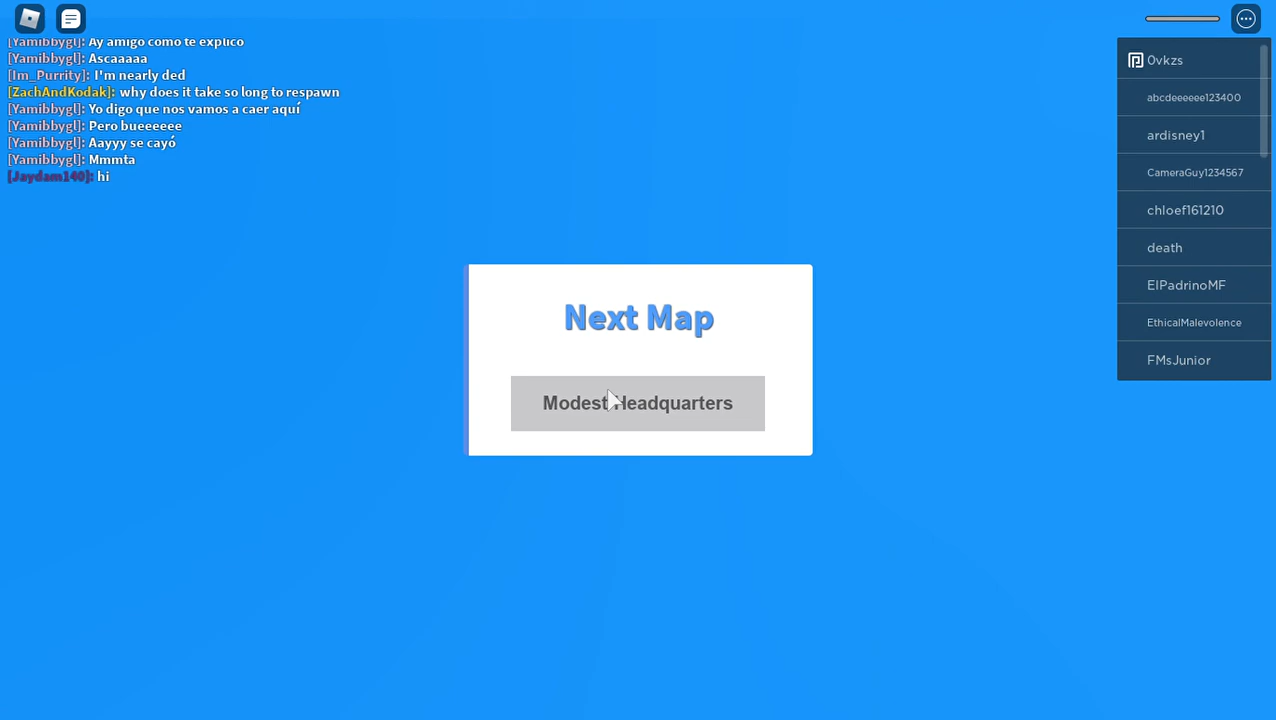 [Yamibbygl]: Ay amigo como te explico
[Yamibbygl]: Ascaaaaa
[Im_Purrity]: I'm nearly ded
[ZachAndKodak]: why does it take so long to respawn
[Yamibbygl]: Yo digo que nos vamos a caer aquí
[Yamibbygl]: Pero bueeeeee
[Yamibbygl]: Aayyy se cayó
[Yamibbygl]: Mmmta
[Jaydam140]: hi
Next Map
Modest Headquarters
0vkzs
abcdeeeeee123400
ardisney1
CameraGuy1234567
chloef161210
death
ElPadrinoMF
EthicalMalevolence
FMsJunior